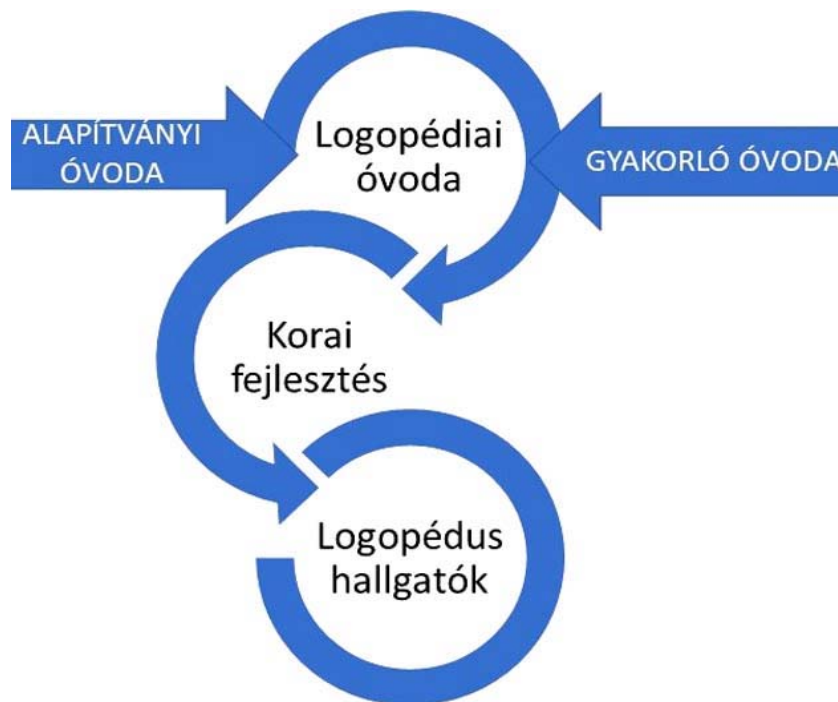 ALAPÍTVÁNYI
ÓVODA
Logopédiai
óvoda
GYAKORLÓ ÓVODA
Korai
fejlesztés
Logopédus
hallgatók